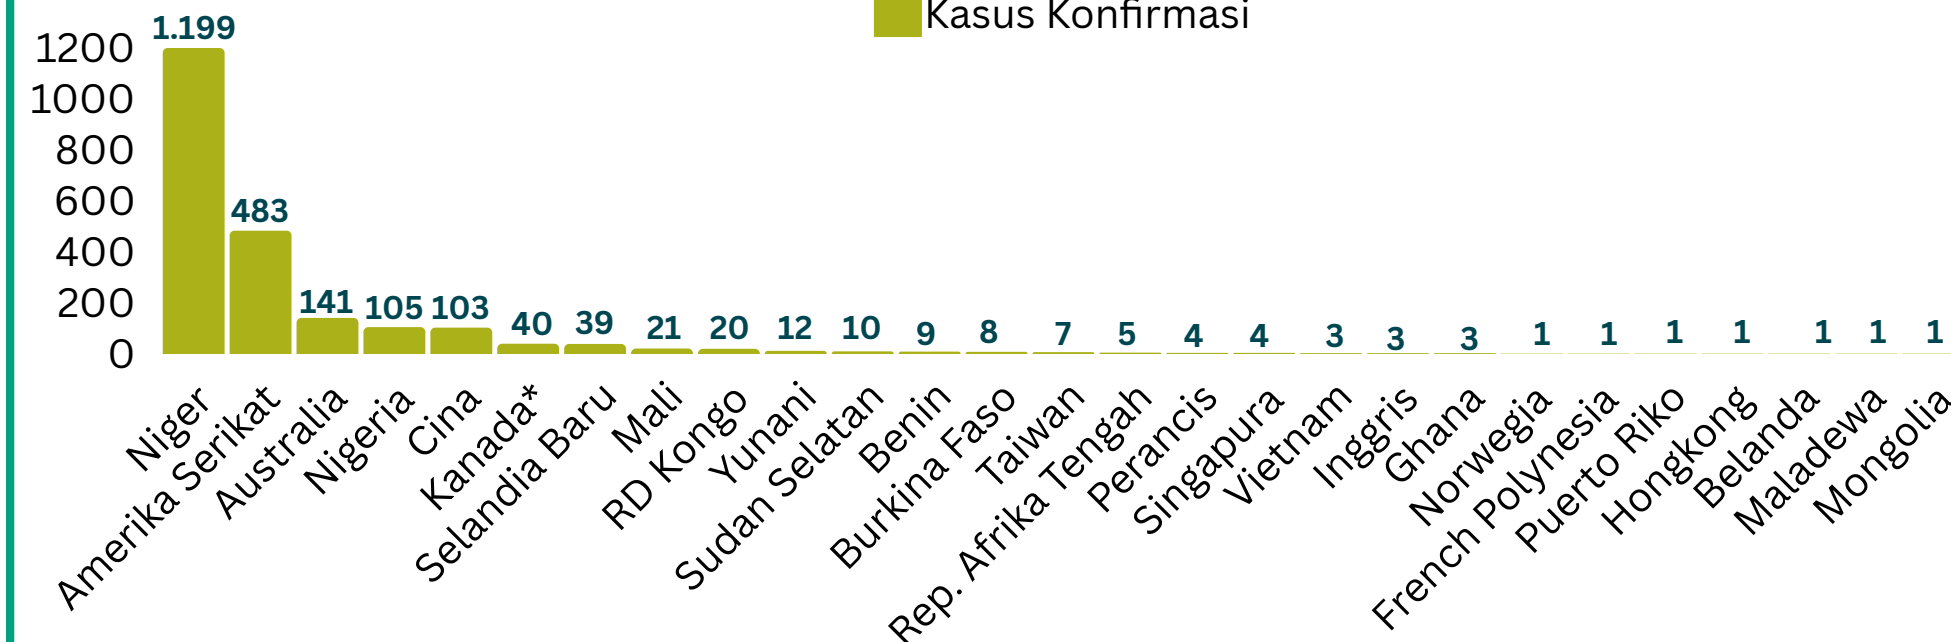 Kasus Konfirmasi
1200
1000
800
600
400
200
0
1.199
483
141
105
103
40
39
21
20
12
10
9
8
7
5
4
4
3
3
3
1
1
1
1
1
1
1
Niger
Amerika Serikat
Australia
Nigeria
Cina
Kanada*
Selandia Baru
Mali
RD Kongo
Yunani
Sudan Selatan
Benin
Burkina Faso
Taiwan
Rep. Afrika Tengah
Perancis
Singapura
Vietnam
Inggris
Ghana
Norwegia
French Polynesia
Puerto Riko
Hongkong
Belanda
Maladewa
Mongolia